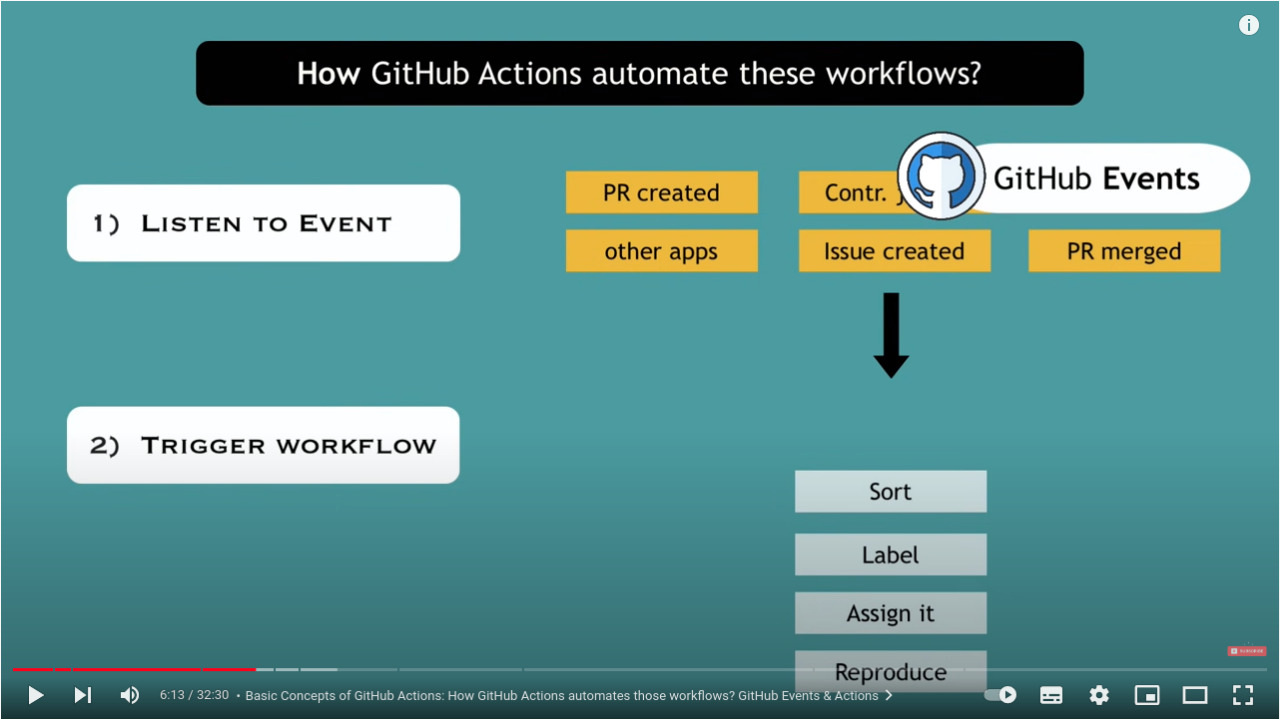 How GitHub Actions automate these workflows?
GitHub Events
1) LISTEN TO EVENT
PR created
Contr.
other apps
Issue created
PR merged
2) TRIGGER WORKFLOW
Sort
Label
Assign it
Reproduce
SUBSCRIBE
6:13 / 32:30 • Basic Concepts of GitHub Actions: How GitHub Actions automates those workflows? GitHub Events & Actions